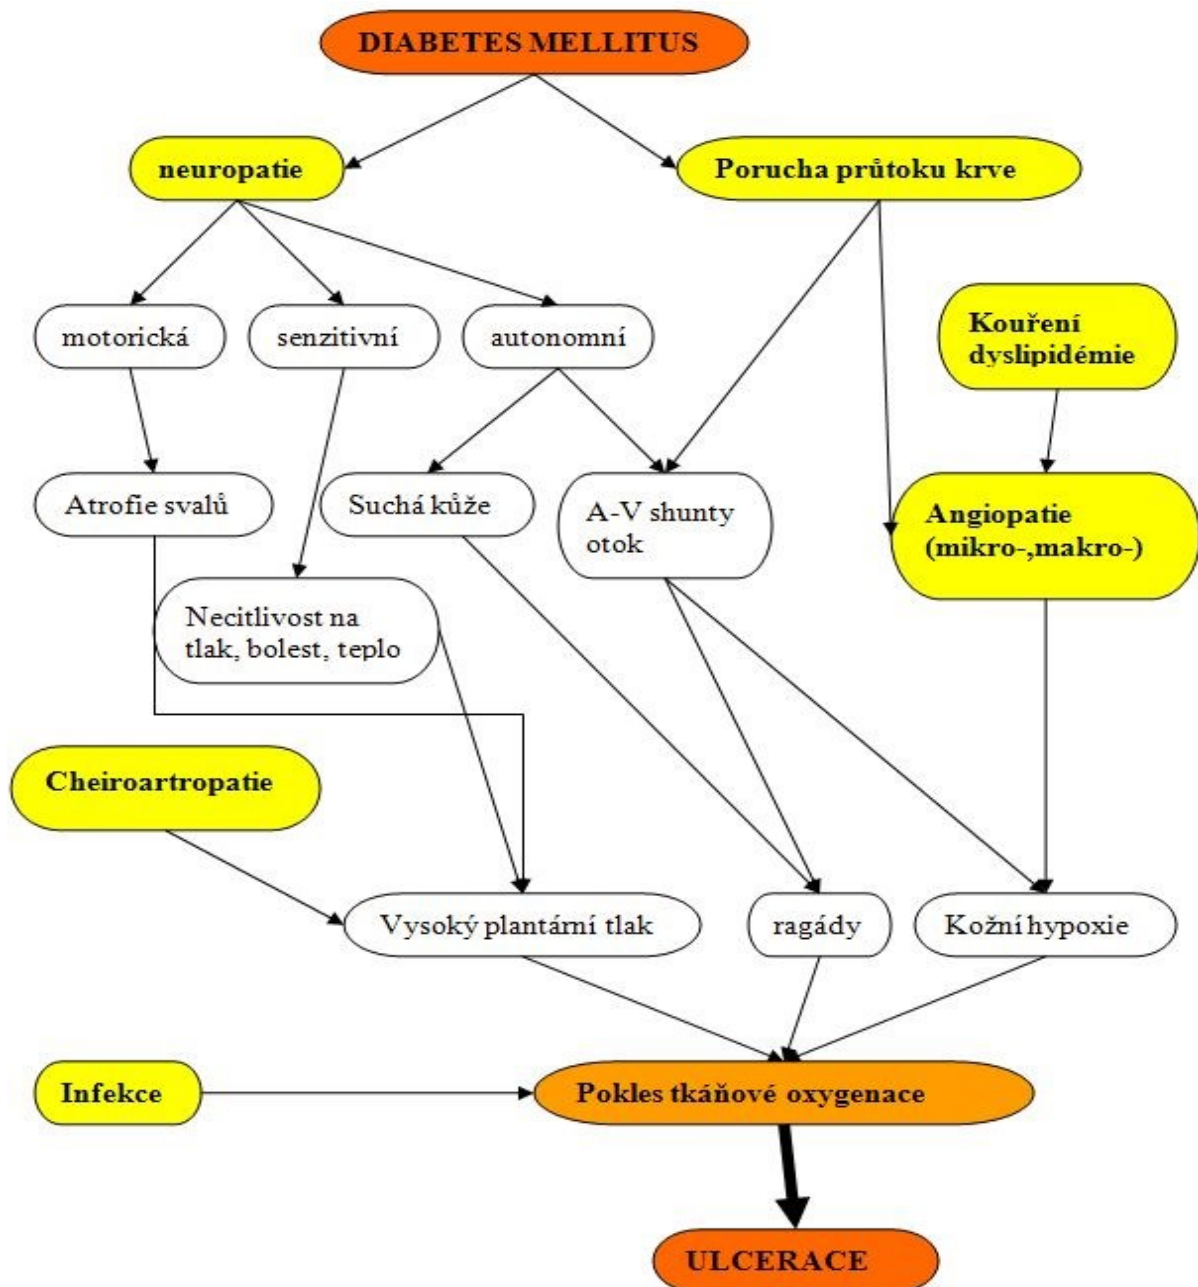 DIABETES MELLITUS
neuropatie
Porucha průtoku krve
motorická
senzitivní
autonomní
Kouření
dyslipidémie
Atrofie svalů
Suchá kůže
A-V shunty
otok
Angiopatie
(mikro-,makro-)
Necitlivost na
tlak, bolest, teplo
Cheiroartropatie
Vysoký plantární tlak
ragády
Kožní hypoxie
Infekce
Pokles tkáňové oxygenace
ULCERACE